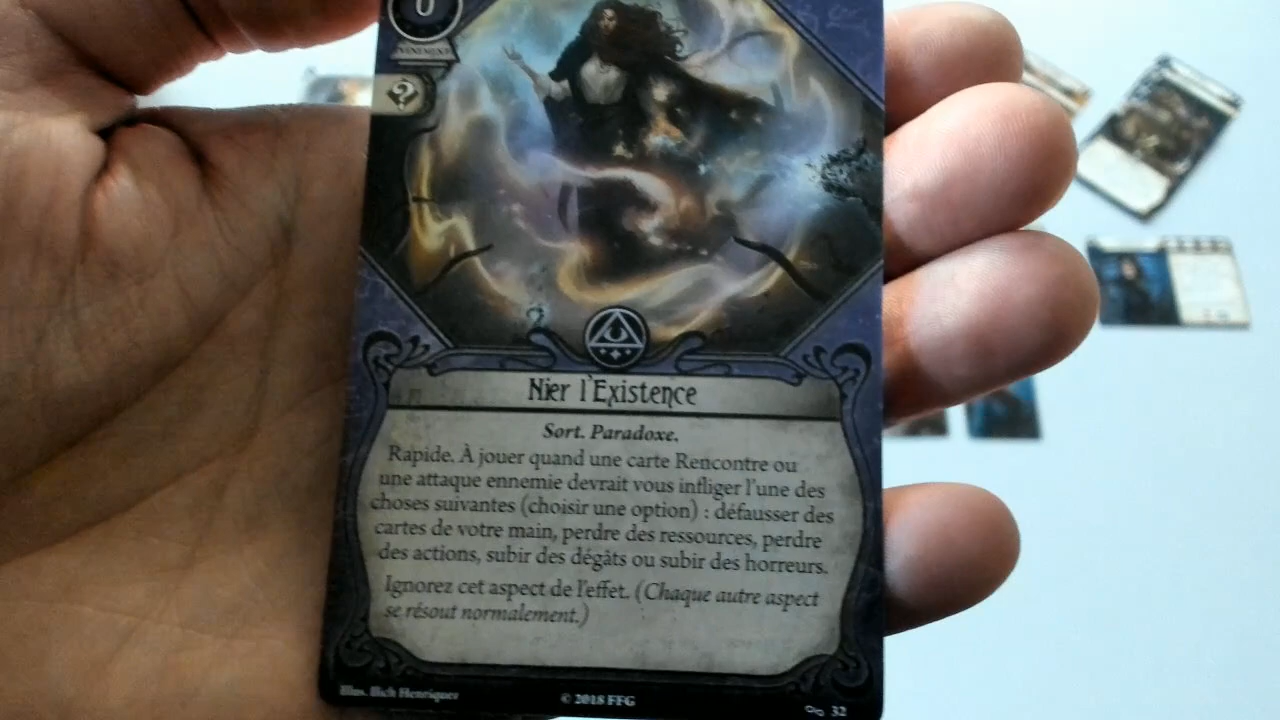 0
ÉVÉNEMENT
Nier l'Existence
Sort. Paradoxe.
Rapide. À jouer quand une carte Rencontre ou
une attaque ennemie devrait vous infliger l'une des
choses suivantes (choisir une option) : défausser des
cartes de votre main, perdre des ressources, perdre
des actions, subir des dégâts ou subir des horreurs.
Ignorez cet aspect de l'effet. (Chaque autre aspect
se résout normalement.)
Illus. Ilich Henriquez
© 2018 FFG
32